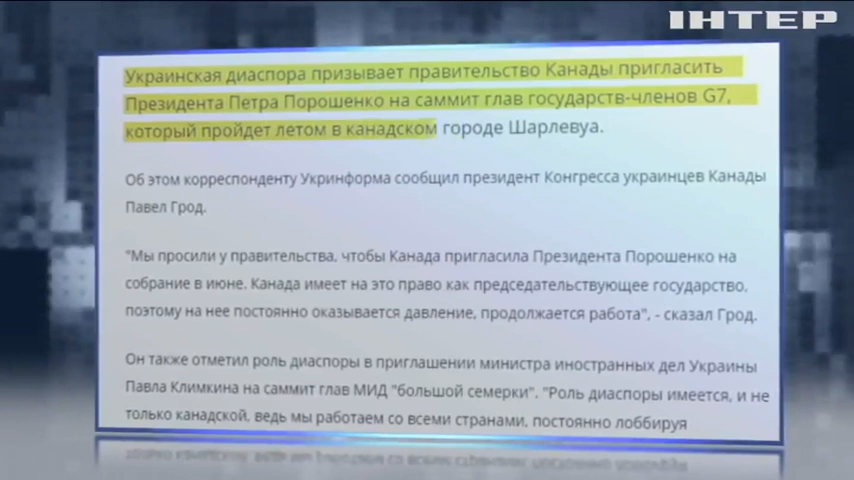 ІНТЕР
Украинская диаспора призывает правительство Канады пригласить
Президента Петра Порошенко на саммит глав государств-членов G7,
который пройдет летом в канадском городе Шарлевуа.
Об этом корреспонденту Укринформа сообщил президент Конгресса украинцев Канады
Павел Грод.
"Мы просили у правительства, чтобы Канада пригласила Президента Порошенко на
собрание в июне. Канада имеет на это право как председательствующее государство,
поэтому на нее постоянно оказывается давление, продолжается работа", - сказал Грод.
Он также отметил роль диаспоры в приглашении министра иностранных дел Украины
Павла Климкина на саммит глав МИД "большой семерки". "Роль диаспоры имеется, и не
только канадской, ведь мы работаем со всеми странами, постоянно лоббируя